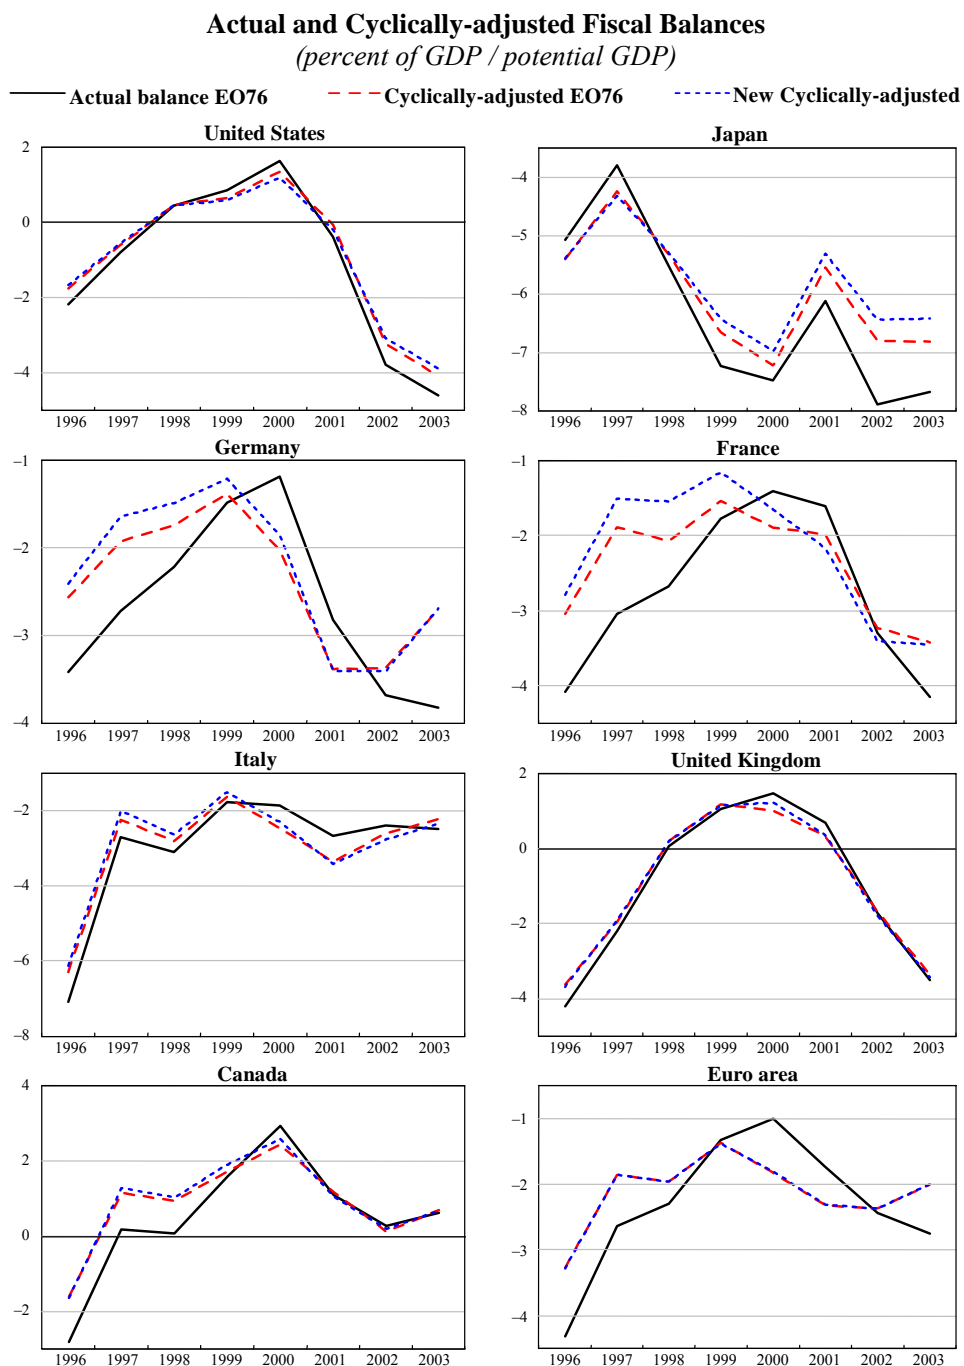 Actual and Cyclically-adjusted Fiscal Balances
(percent of GDP / potential GDP)
Actual balance EO76 Cyclically-adjusted EO76 New Cyclically-adjusted
United States
2
0
–2
–4
1996 1997 1998 1999 2000 2001 2002 2003
Japan
–4
–5
–6
–7
–8
1996 1997 1998 1999 2000 2001 2002 2003
Germany
–1
–2
–3
–4
1996 1997 1998 1999 2000 2001 2002 2003
France
–1
–2
–3
–4
1996 1997 1998 1999 2000 2001 2002 2003
Italy
–2
–4
–6
–8
1996 1997 1998 1999 2000 2001 2002 2003
United Kingdom
2
0
–2
–4
1996 1997 1998 1999 2000 2001 2002 2003
Canada
4
2
0
–2
1996 1997 1998 1999 2000 2001 2002 2003
Euro area
–1
–2
–3
–4
1996 1997 1998 1999 2000 2001 2002 2003